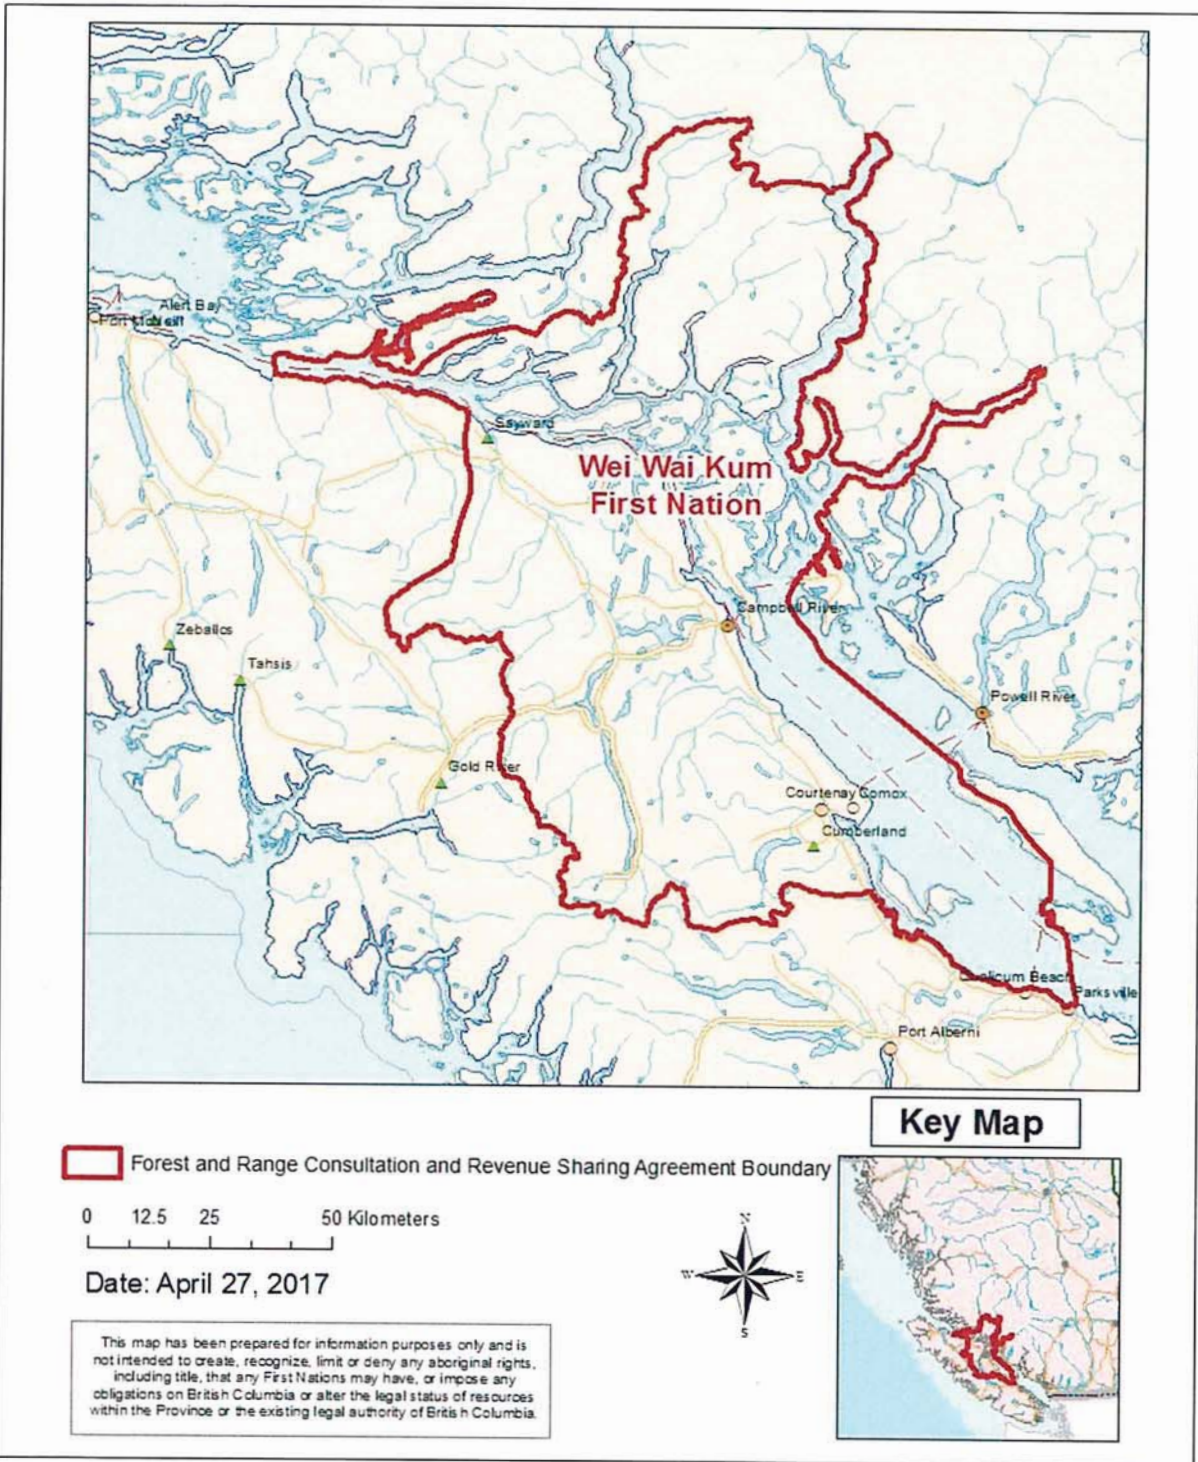 Alert Bay
Port McNeill
Sayward
Wei Wai Kum
First Nation
Campbell River
Zeballos
Tahsis
Powell River
Gold River
Courtenay Comox
Cumberland
Qualicum Beach
Parksville
Port Alberni
Key Map
Forest and Range Consultation and Revenue Sharing Agreement Boundary
0 12.5 25 50 Kilometers
N
W E
S
Date: April 27, 2017
This map has been prepared for information purposes only and is
not intended to create, recognize, limit or deny any aboriginal rights,
including title, that any First Nations may have, or impose any
obligations on British Columbia or alter the legal status of resources
within the Province or the existing legal authority of British Columbia.